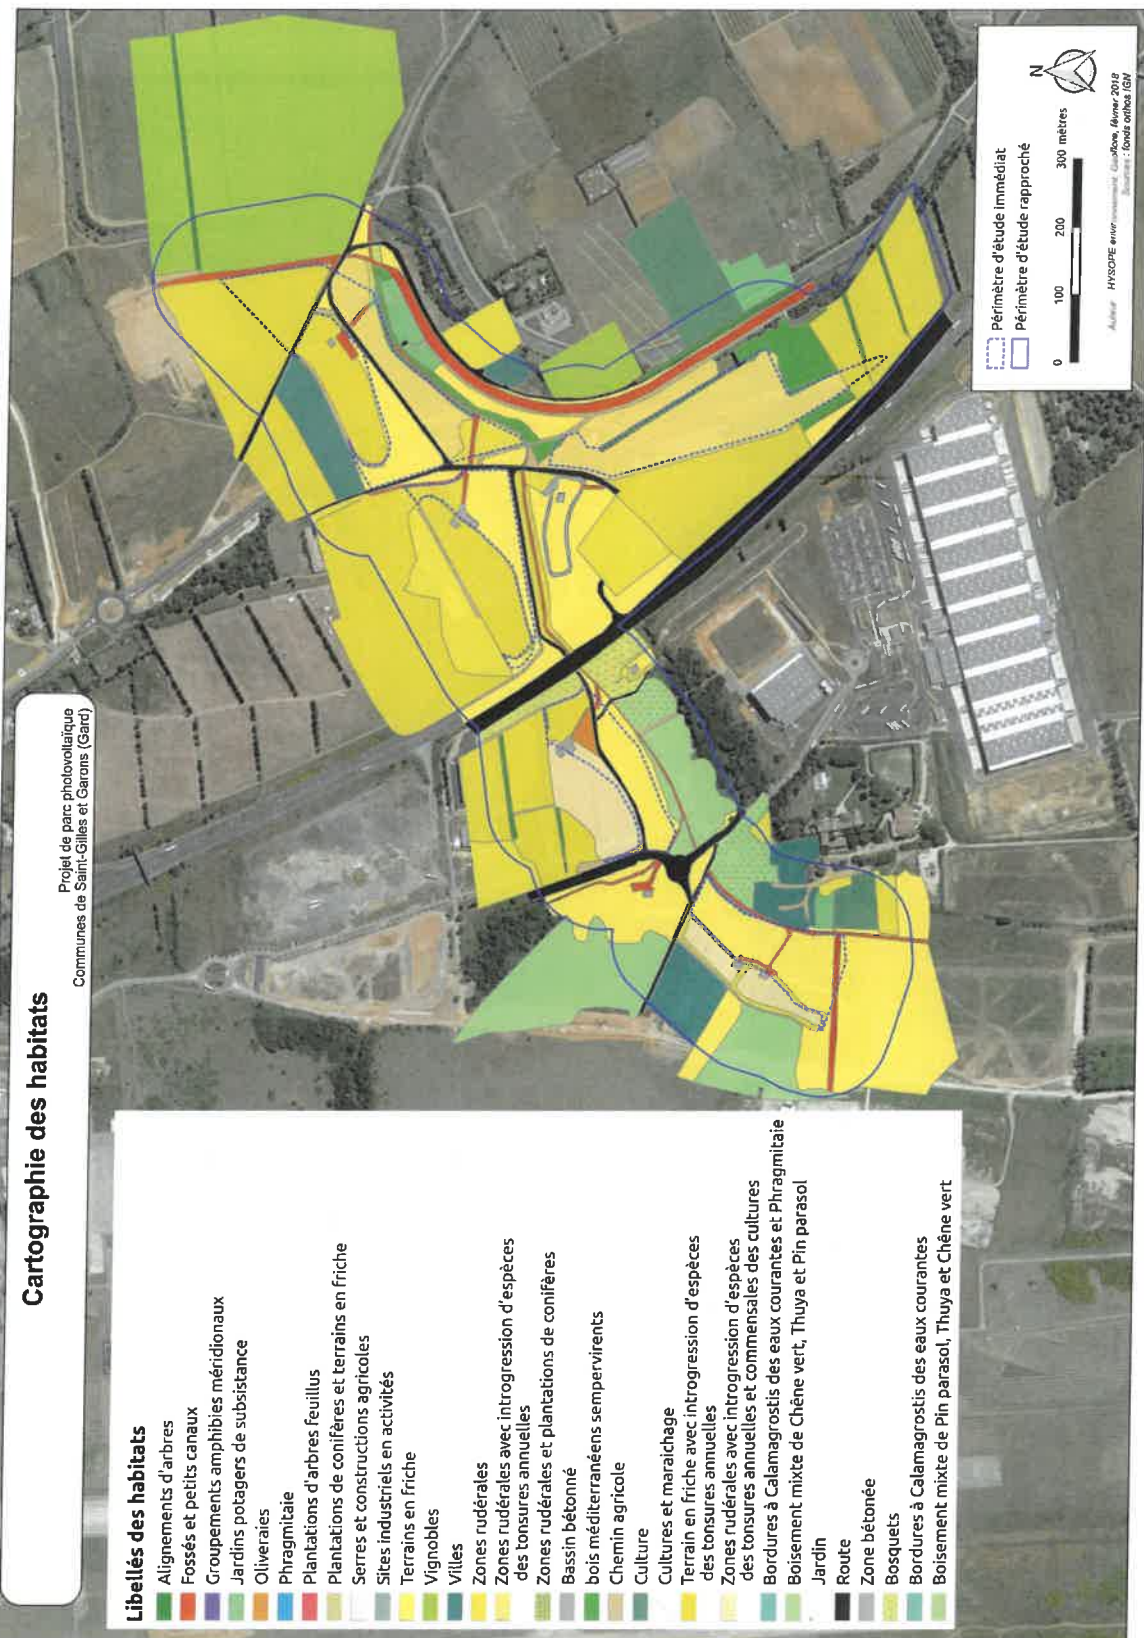 Cartographie des habitats
Projet de parc photovoltaïque
Communes de Saint-Gilles et Garons (Gard)
Libellés des habitats
Alignements d'arbres
Fossés et petits canaux
Groupements amphibies méridionaux
Jardins potagers de subsistance
Oliveraies
Phragmitaie
Plantations d'arbres feuillus
Plantations de conifères et terrains en friche
Serres et constructions agricoles
Sites industriels en activités
Terrains en friche
Vignobles
Villes
Zones rudérales
Zones rudérales avec introgression d'espèces
des tonsures annuelles
Zones rudérales et plantations de conifères
Bassin bétonné
bois méditerranéens sempervirents
Chemin agricole
Culture
Cultures et maraichage
Terrain en friche avec introgression d'espèces
des tonsures annuelles
Zones rudérales avec introgression d'espèces
des tonsures annuelles et commensales des cultures
Bordures à Calamagrostis des eaux courantes et Phragmitaie
Boisement mixte de Chêne vert, Thuya et Pin parasol
Jardin
Route
Zone bétonée
Bosquets
Bordures à Calamagrostis des eaux courantes
Boisement mixte de Pin parasol, Thuya et Chêne vert
Périmètre d'étude immédiat
Périmètre d'étude rapproché
N
0 100 200 300 mètres
Auteur : HYSOPE environnement, Géoflore, février 2018
Sources : fonds orthos IGN